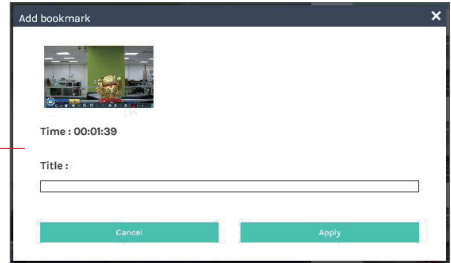 Add bookmark
Time : 00:01:39
Title :
Cancel
Apply